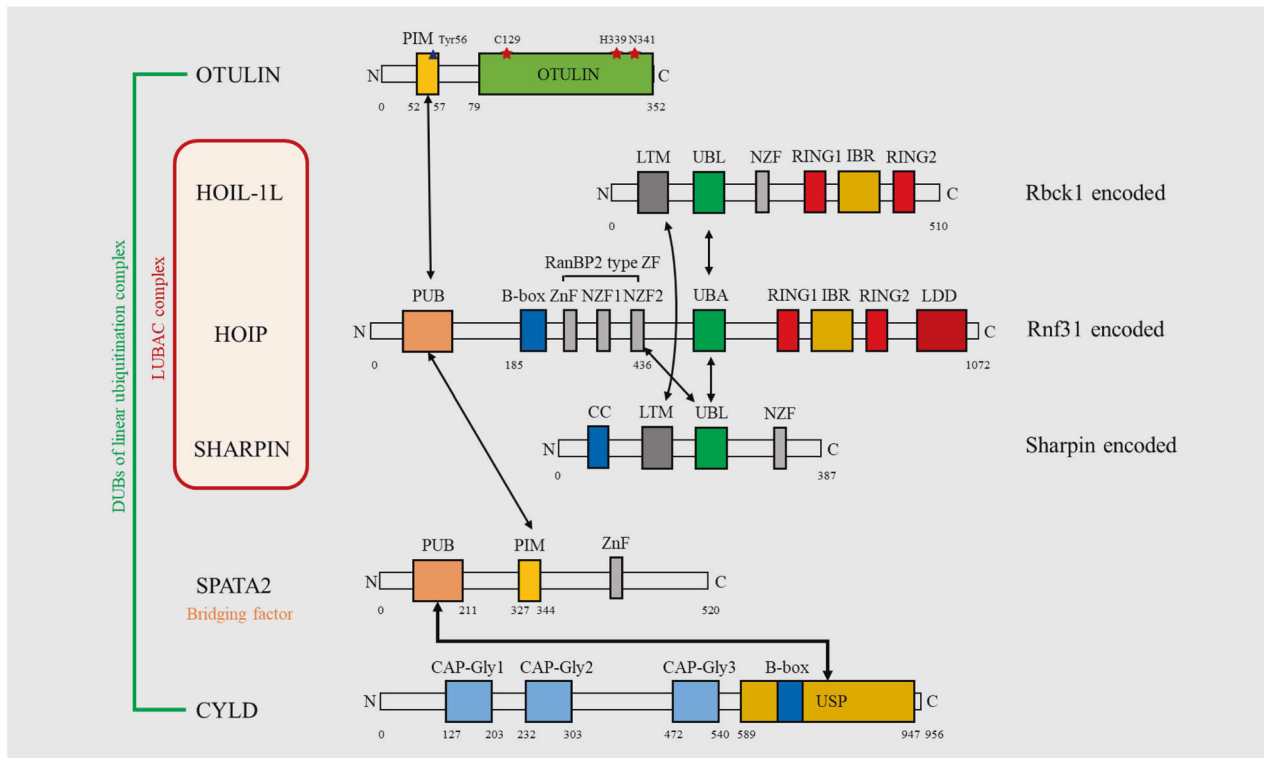 PIM Tyr56 C129 H339 N341
OTULIN N OTULIN C
0 52 57 79 352
LTM UBL NZF RING1 IBR RING2
HOIL-1L N C Rbck1 encoded
0 510
RanBP2 type ZF
PUB B-box ZnF NZF1 NZF2 UBA RING1 IBR RING2 LDD
HOIP N C Rnf31 encoded
0 185 436 1072
CC LTM UBL NZF
SHARPIN N C Sharpin encoded
0 387
DUBs of linear ubiquitination complex
LUBAC complex
PUB PIM ZnF
SPATA2 N C
Bridging factor
0 211 327 344 520
CAP-Gly1 CAP-Gly2 CAP-Gly3 B-box
CYLD N USP C
0 127 203 232 303 472 540 589 947 956